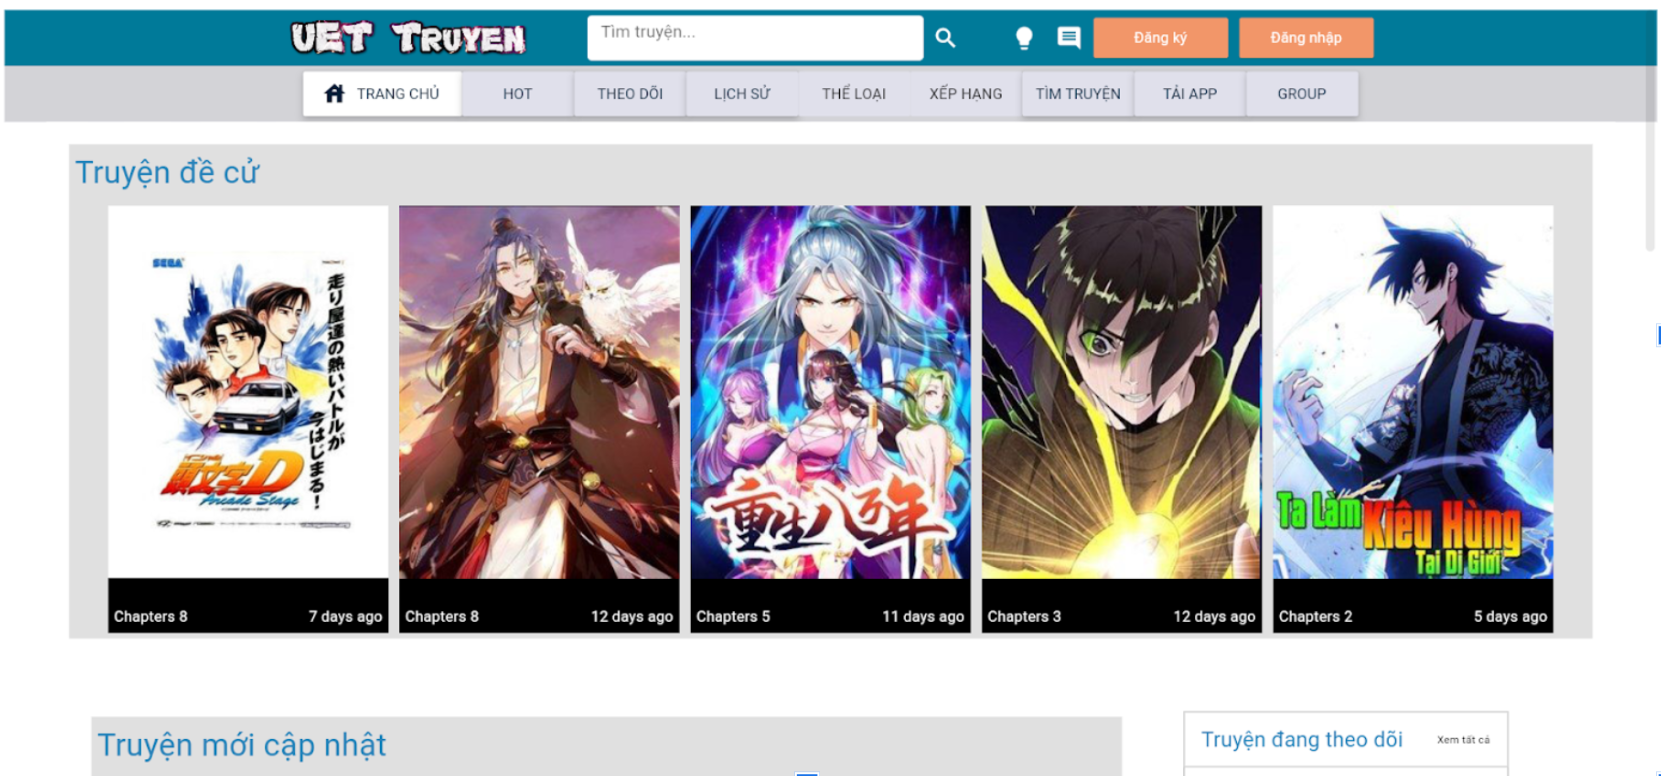 UET TRUYEN
Tìm truyện...
Đăng ký
Đăng nhập
TRANG CHỦ
HOT
THEO DÕI
LỊCH SỬ
THỂ LOẠI
XẾP HẠNG
TÌM TRUYỆN
TẢI APP
GROUP
Truyện đề cử
SEGA
走り屋達の熱いバトルが
今はじまる!
頭文字D
Arcade Stage
重生八万年
Ta Làm
Kiêu Hùng
Tại Dị Giới
Chapters 8
7 days ago
Chapters 8
12 days ago
Chapters 5
11 days ago
Chapters 3
12 days ago
Chapters 2
5 days ago
Truyện mới cập nhật
Truyện đang theo dõi
Xem tất cả